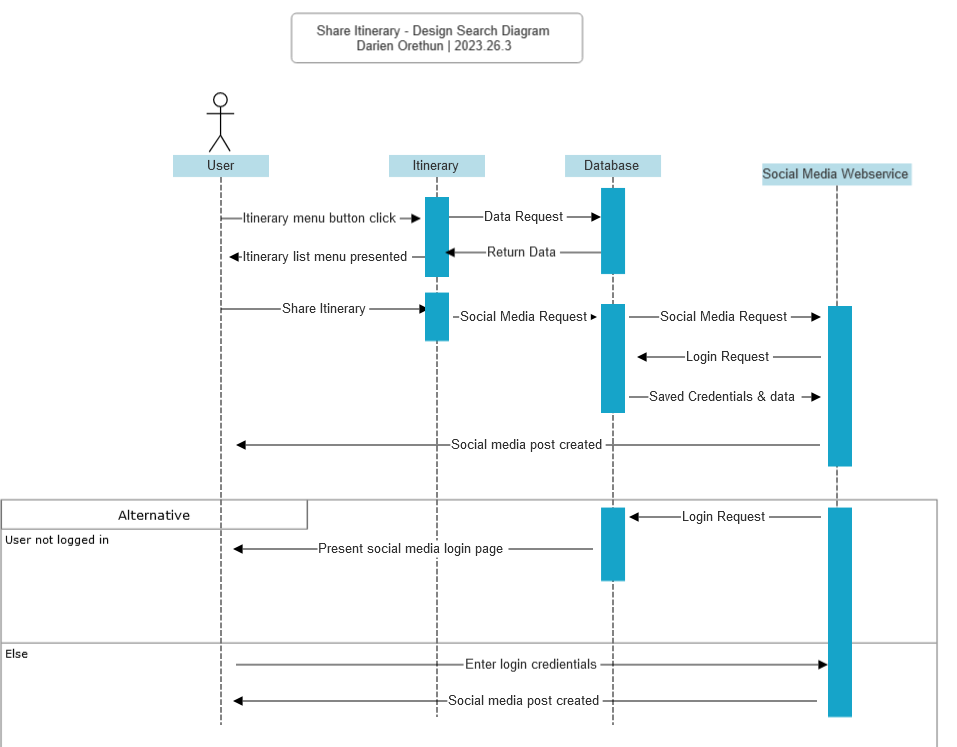 Share Itinerary - Design Search Diagram
Darien Orethun | 2023.26.3
User
Itinerary
Database
Social Media Webservice
Itinerary menu button click
Data Request
Return Data
Itinerary list menu presented
Share Itinerary
Social Media Request
Social Media Request
Login Request
Saved Credentials & data
Social media post created
Alternative
Login Request
User not logged in
Present social media login page
Else
Enter login credientials
Social media post created